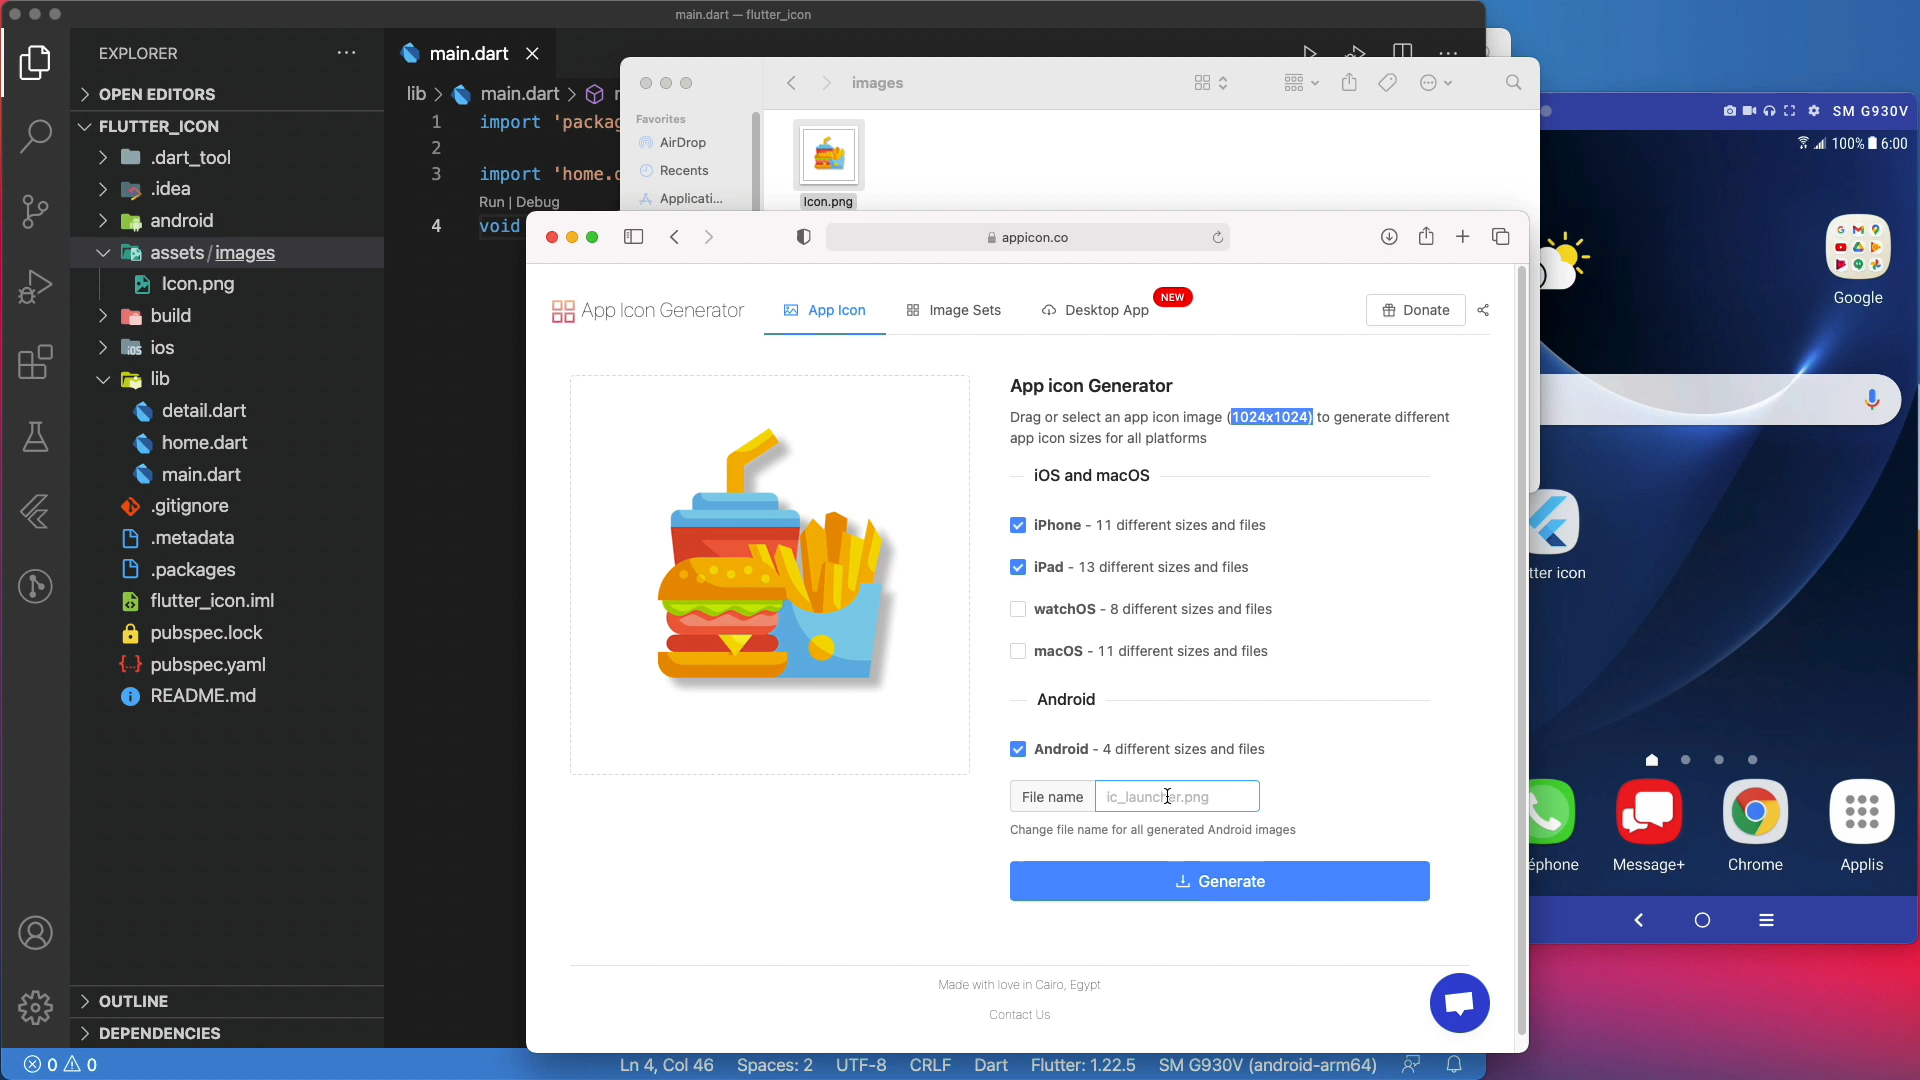 main.dart — flutter_icon
EXPLORER
OPEN EDITORS
FLUTTER_ICON
.dart_tool
.idea
android
assets / images
Icon.png
build
ios
lib
detail.dart
home.dart
main.dart
.gitignore
.metadata
.packages
flutter_icon.iml
pubspec.lock
pubspec.yaml
README.md
OUTLINE
DEPENDENCIES
main.dart
lib > main.dart >
1 import 'packag
2
3 import 'home.
Run | Debug
4 void
images
Favorites
AirDrop
Recents
Applicati...
Icon.png
appicon.co
App Icon Generator
App Icon
Image Sets
Desktop App
NEW
Donate
App icon Generator
Drag or select an app icon image (1024x1024) to generate different
app icon sizes for all platforms
iOS and macOS
iPhone - 11 different sizes and files
iPad - 13 different sizes and files
watchOS - 8 different sizes and files
macOS - 11 different sizes and files
Android
Android - 4 different sizes and files
File name
ic_launcher.png
Change file name for all generated Android images
Generate
Made with love in Cairo, Egypt
Contact Us
SM G930V
100% 6:00
Google
tter icon
éphone
Message+
Chrome
Applis
0 0
Ln 4, Col 46
Spaces: 2
UTF-8
CRLF
Dart
Flutter: 1.22.5
SM G930V (android-arm64)